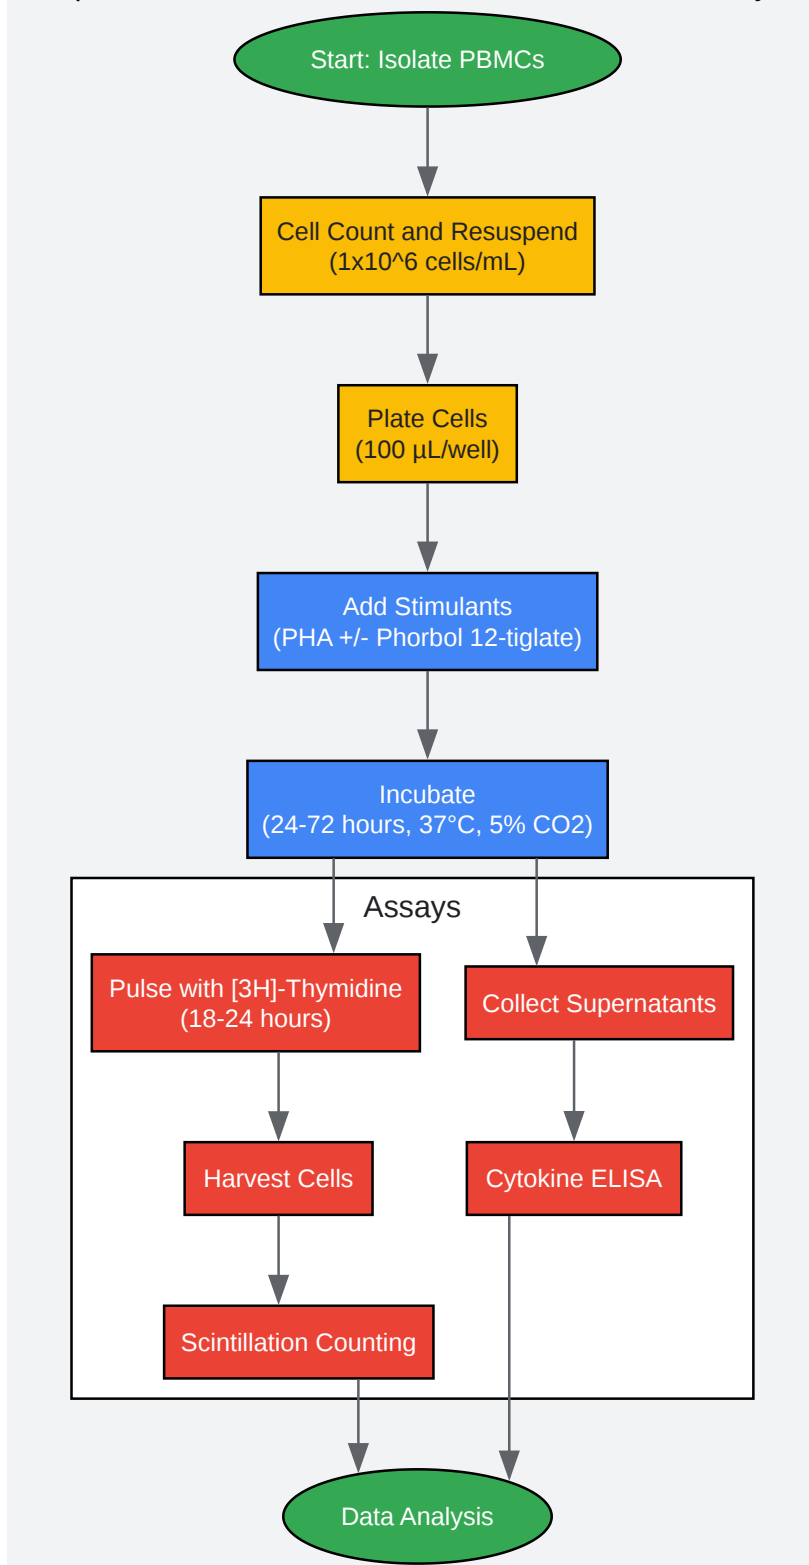 Start: Isolate PBMCs
Cell Count and Resuspend
(1x10^6 cells/mL)
Plate Cells
(100 µL/well)
Add Stimulants
(PHA +/- Phorbol 12-tiglate)
Incubate
(24-72 hours, 37°C, 5% CO2)
Assays
Pulse with [3H]-Thymidine
(18-24 hours)
Collect Supernatants
Harvest Cells
Cytokine ELISA
Scintillation Counting
Data Analysis